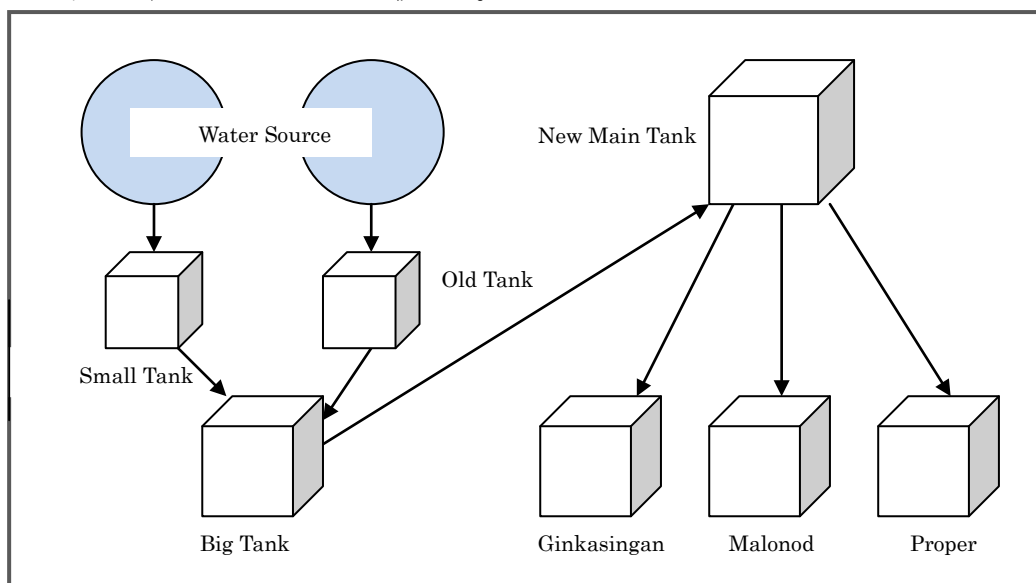 Water Source
New Main Tank
Old Tank
Small Tank
Big Tank
Ginkasingan
Malonod
Proper